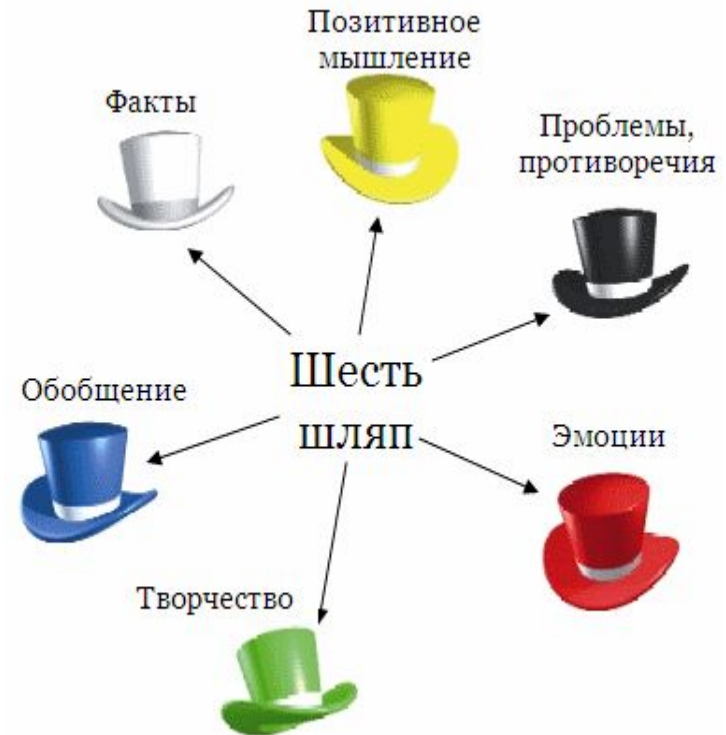 Позитивное
мышление
Факты
Проблемы,
противоречия
Шесть
шляп
Обобщение
Эмоции
Творчество